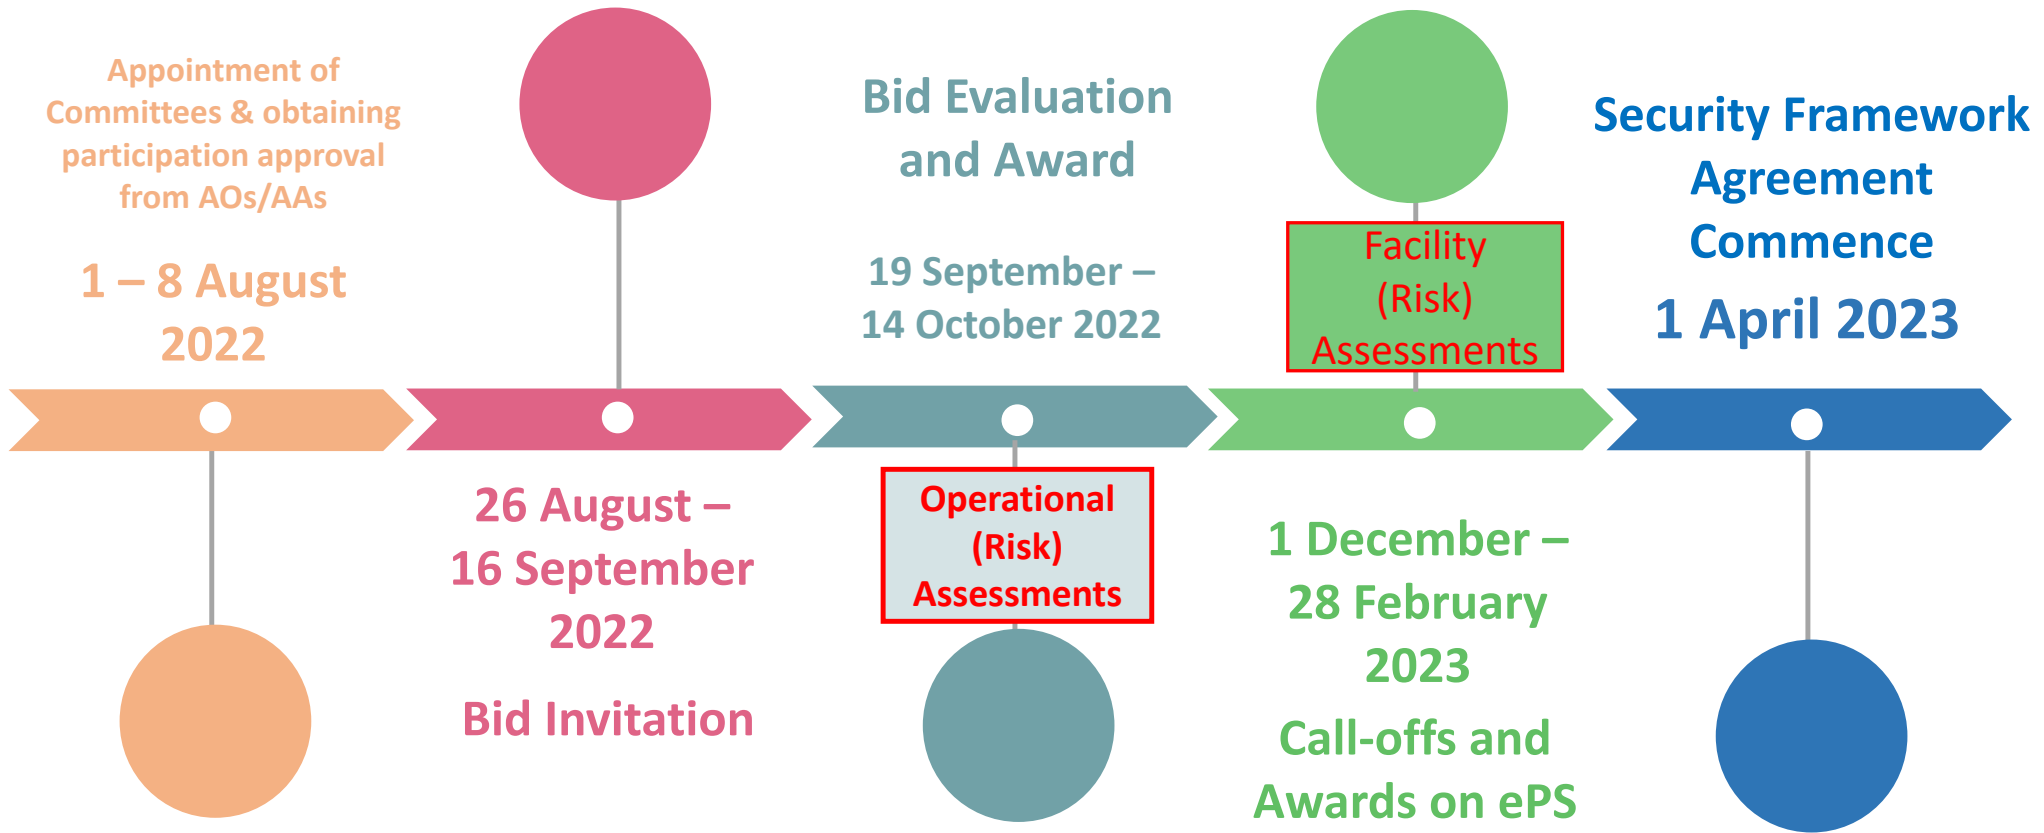 Appointment of
Committees & obtaining
participation approval
from AOs/AAs
1 – 8 August
2022
26 August –
16 September
2022
Bid Invitation
Bid Evaluation
and Award
19 September –
14 October 2022
Operational
(Risk)
Assessments
Facility
(Risk)
Assessments
1 December –
28 February
2023
Call-offs and
Awards on ePS
Security Framework
Agreement
Commence
1 April 2023